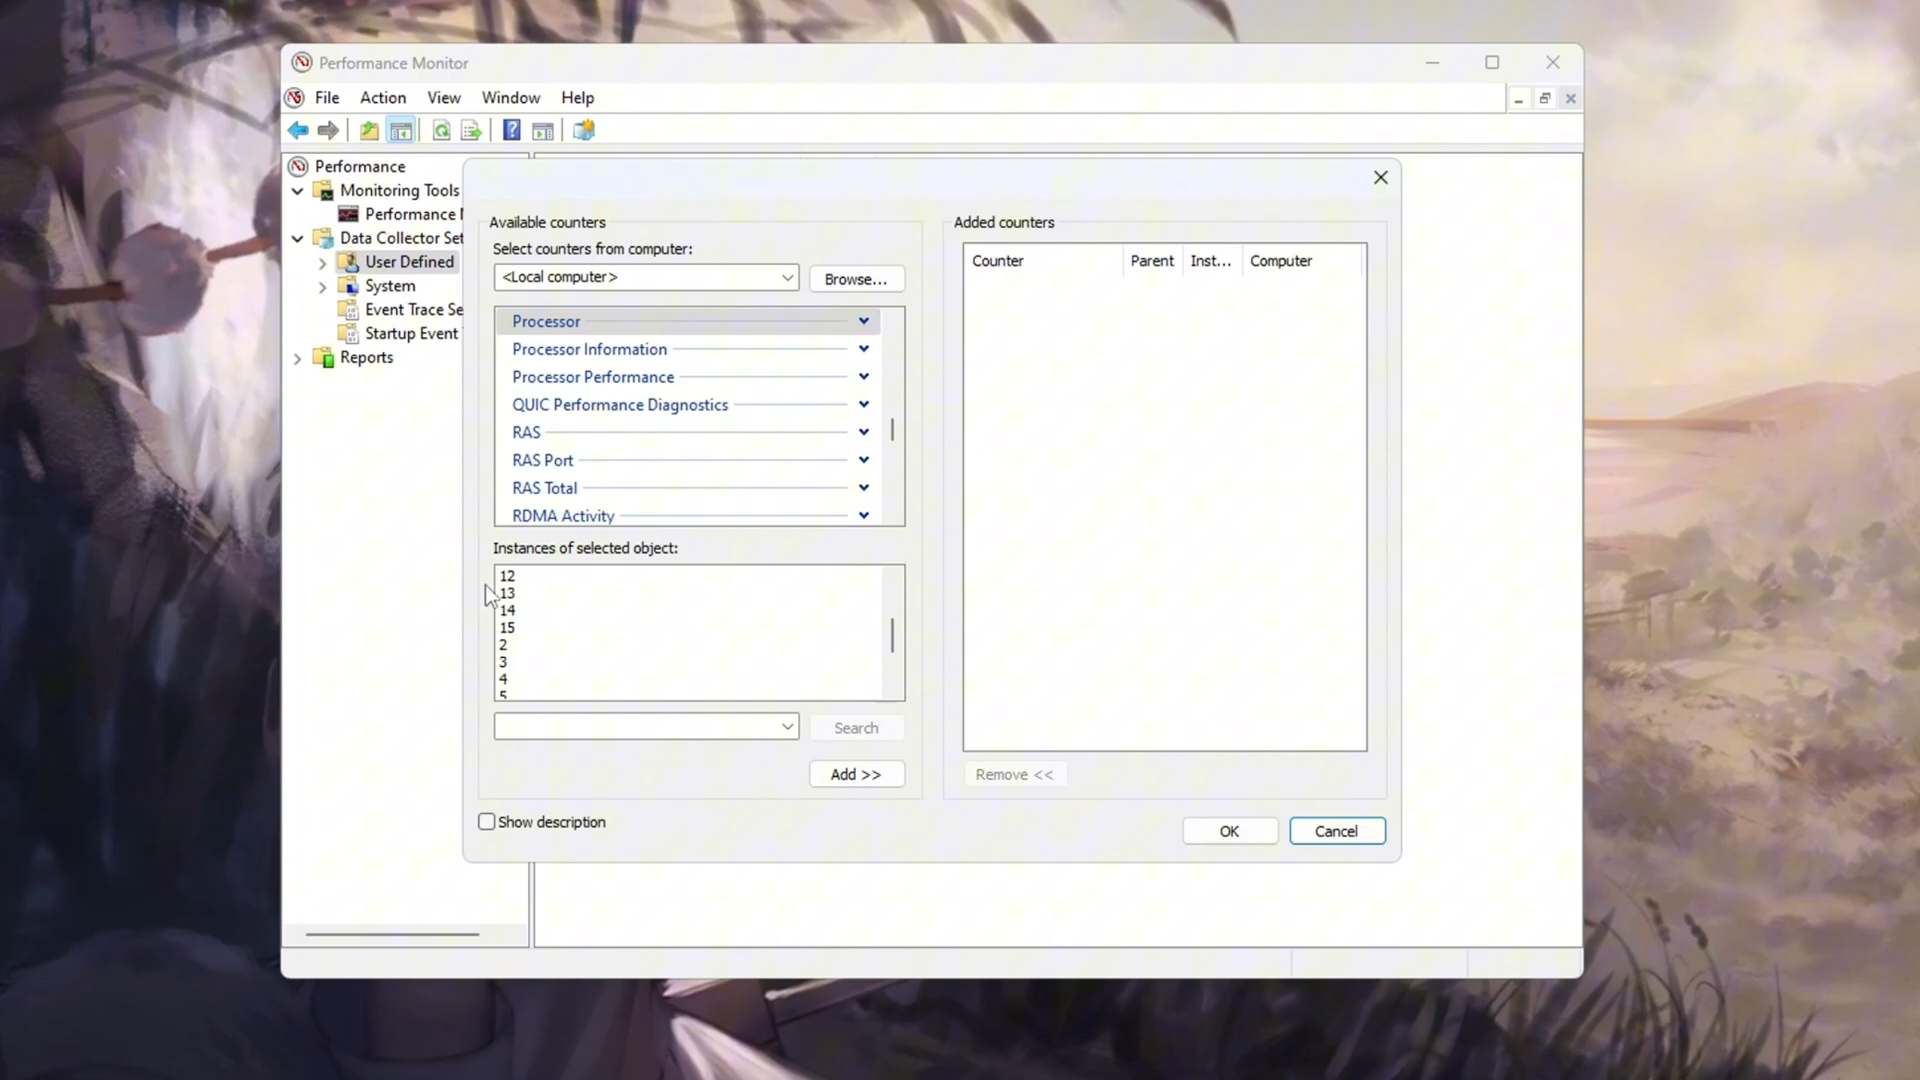 Performance Monitor
File Action View Window Help
Performance
Monitoring Tools
Performance
Data Collector Set
User Defined
System
Event Trace Se
Startup Event
Reports
Available counters
Select counters from computer:
<Local computer>
Browse...
Processor
Processor Information
Processor Performance
QUIC Performance Diagnostics
RAS
RAS Port
RAS Total
RDMA Activity
Instances of selected object:
12
13
14
15
2
3
4
5
Search
Add >>
Show description
Added counters
Counter Parent Inst... Computer
Remove <<
OK Cancel